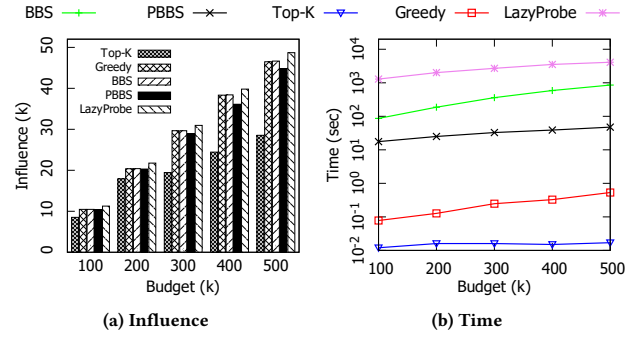 BBS PBBS Top-K Greedy LazyProbe
Influence (k)
50
40
30
20
10
0
Top-K
Greedy
BBS
PBBS
LazyProbe
100 200 300 400 500
Budget (k)
(a) Influence
Time (sec)
10^4
10^3
10^2
10^1
10^0
10^-1
10^-2
100 200 300 400 500
Budget (k)
(b) Time